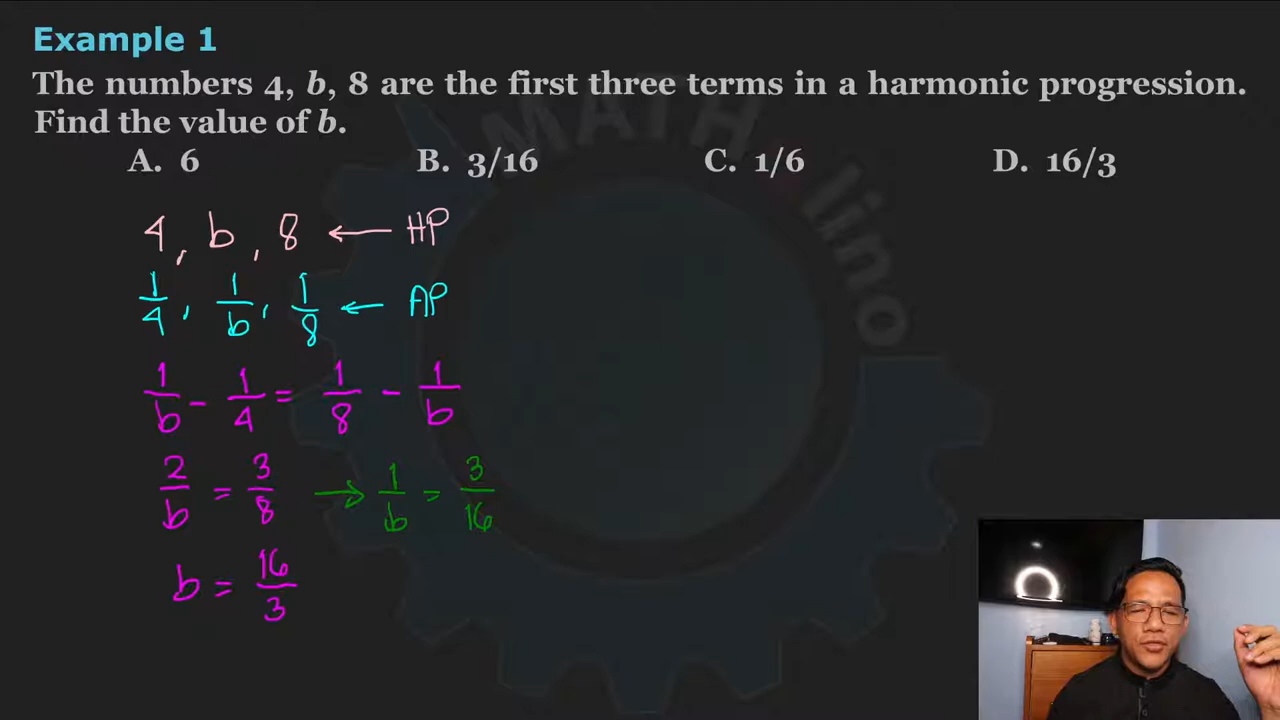 Example 1
The numbers 4, b, 8 are the first three terms in a harmonic progression.
Find the value of b.
A. 6 B. 3/16 C. 1/6 D. 16/3
4, b, 8 ← HP
1/4, 1/b, 1/8 ← AP
1/b - 1/4 = 1/8 - 1/b
2/b = 3/8 → 1/b = 3/16
b = 16/3
MATHalino